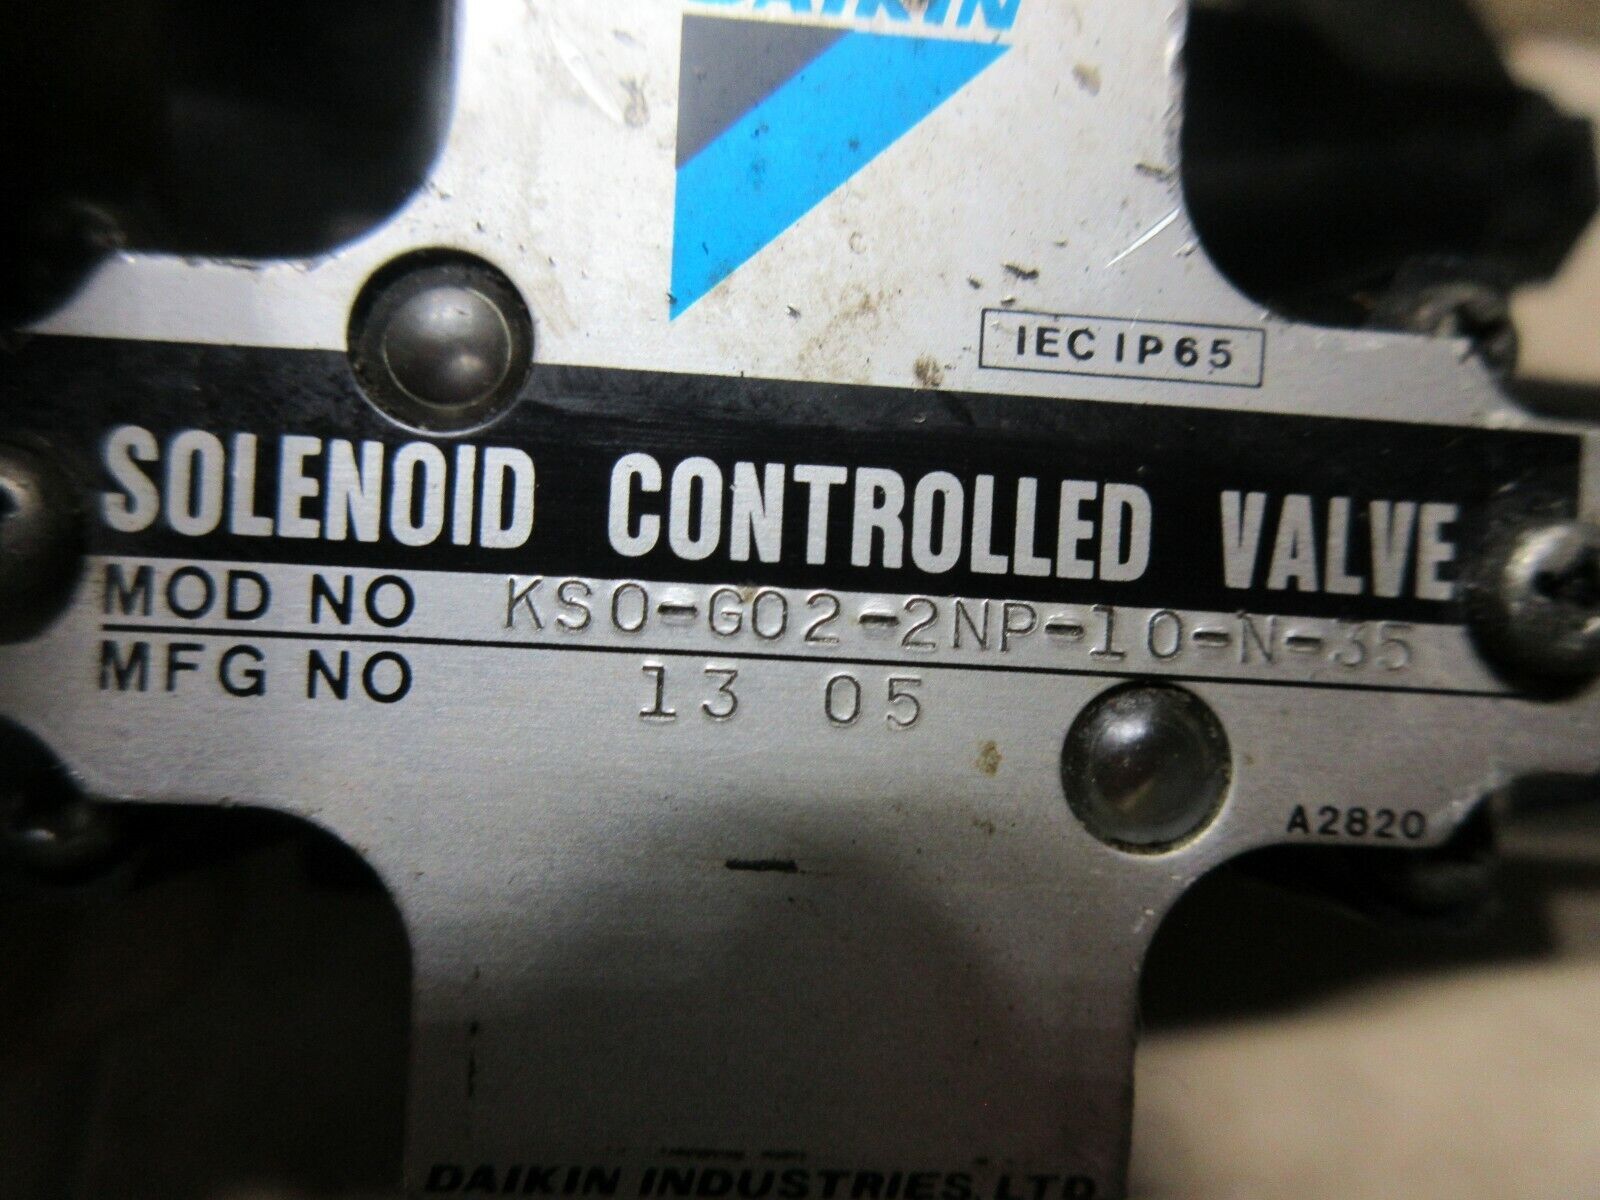 DAIKIN
IEC IP65
SOLENOID CONTROLLED VALVE
MOD NO KSO-G02-2NP-10-N-35
MFG NO 13 05
A2820
DAIKIN INDUSTRIES, LTD